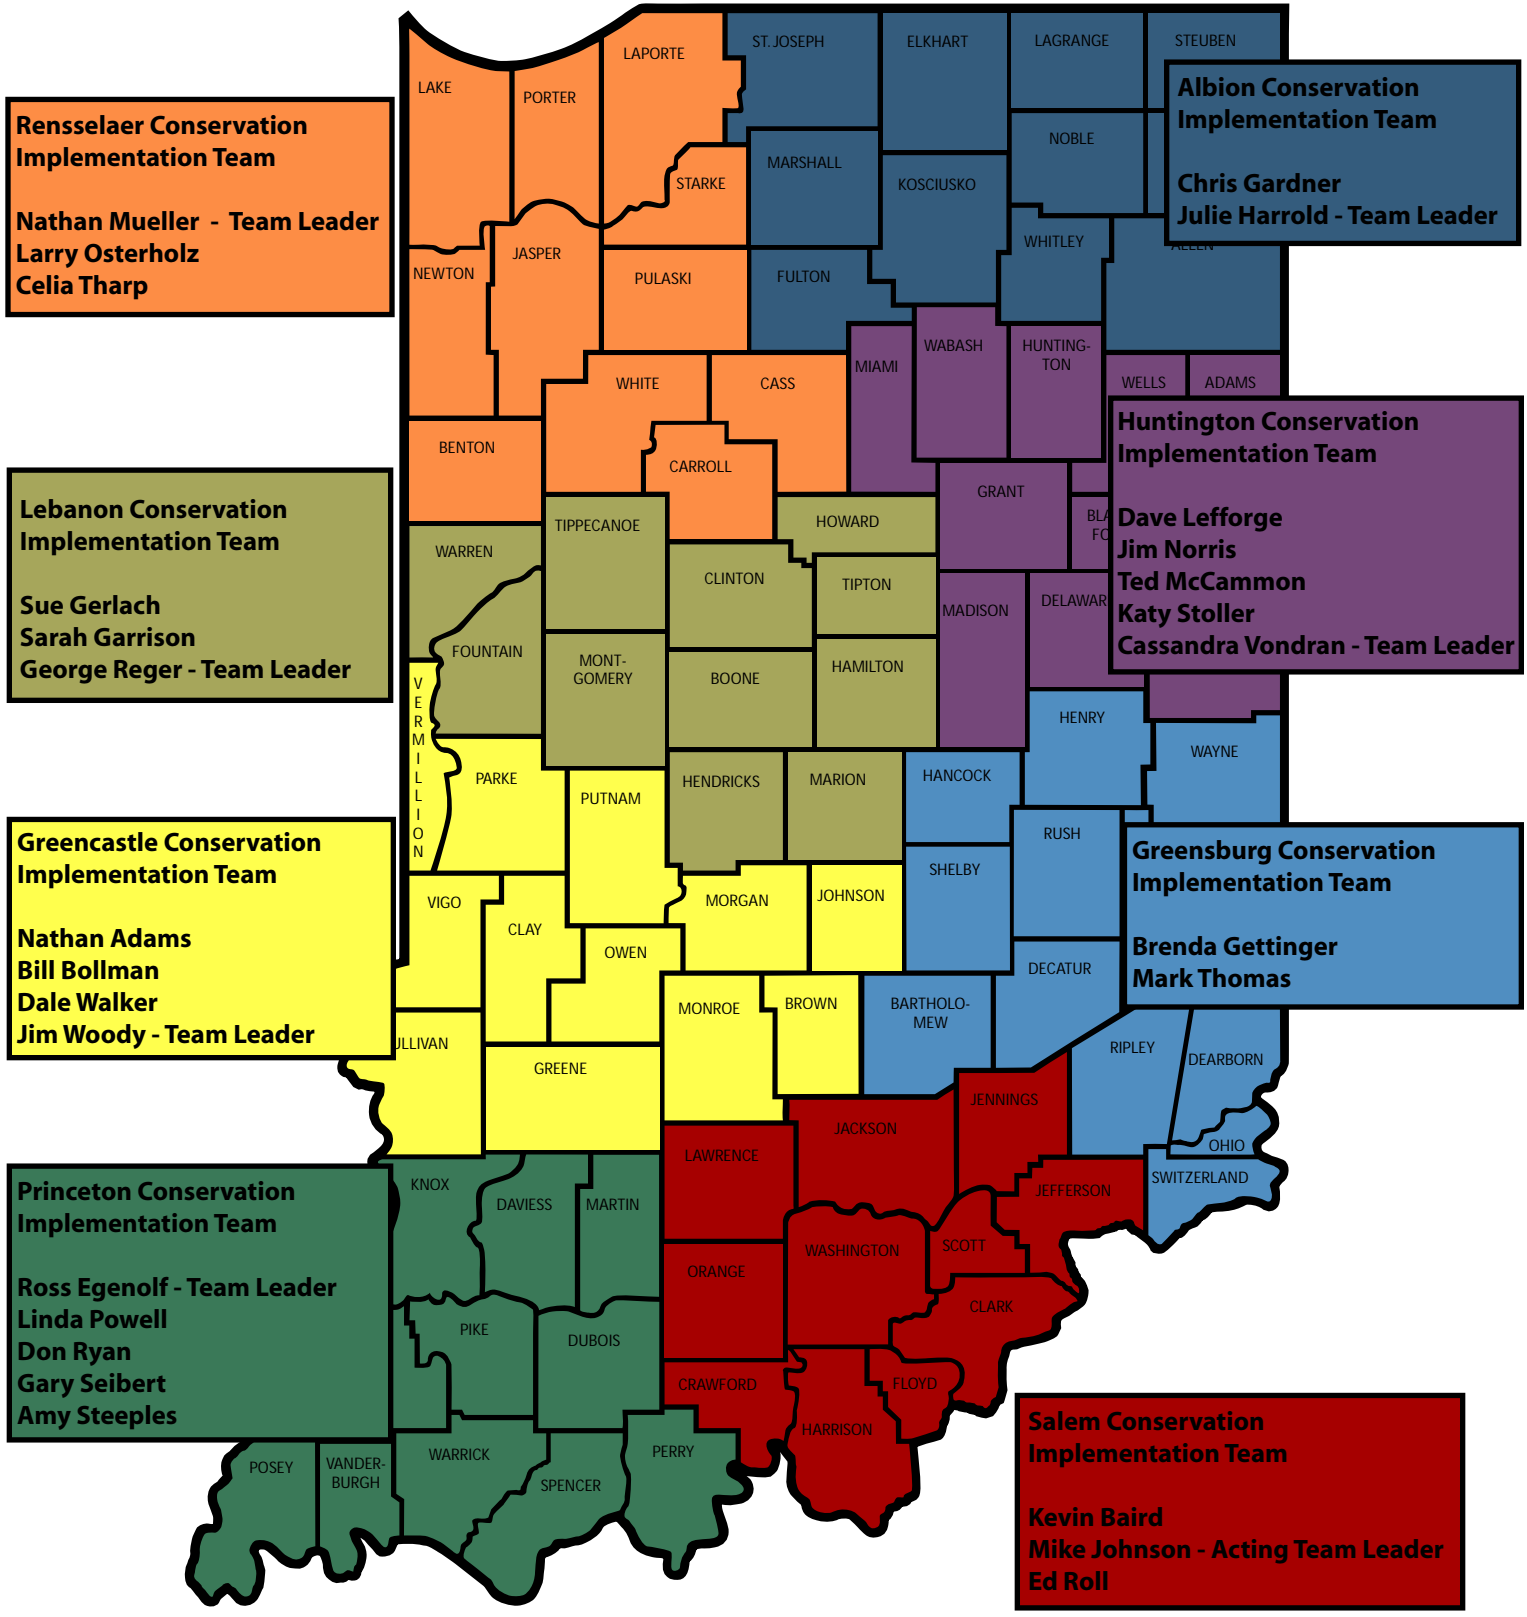 ST. JOSEPH
ELKHART
LAGRANGE
STEUBEN
LAPORTE
LAKE
PORTER
NOBLE
MARSHALL
KOSCIUSKO
STARKE
WHITLEY
ALLEN
JASPER
NEWTON
PULASKI
FULTON
Albion Conservation
Implementation Team
Chris Gardner
Julie Harrold - Team Leader
Rensselaer Conservation
Implementation Team
Nathan Mueller - Team Leader
Larry Osterholz
Celia Tharp
WABASH
HUNTING-
TON
MIAMI
WHITE
CASS
WELLS
ADAMS
BENTON
CARROLL
GRANT
BLA
FO
Huntington Conservation
Implementation Team
Dave Lefforge
Jim Norris
Ted McCammon
Katy Stoller
Cassandra Vondran - Team Leader
Lebanon Conservation
Implementation Team
Sue Gerlach
Sarah Garrison
George Reger - Team Leader
TIPPECANOE
HOWARD
WARREN
CLINTON
TIPTON
MADISON
DELAWAR
FOUNTAIN
MONT-
GOMERY
BOONE
HAMILTON
VERMILLION
HENRY
WAYNE
PARKE
PUTNAM
HENDRICKS
MARION
HANCOCK
RUSH
SHELBY
Greencastle Conservation
Implementation Team
Nathan Adams
Bill Bollman
Dale Walker
Jim Woody - Team Leader
Greensburg Conservation
Implementation Team
Brenda Gettinger
Mark Thomas
VIGO
CLAY
MORGAN
JOHNSON
OWEN
DECATUR
MONROE
BROWN
BARTHOLO-
MEW
ULLIVAN
GREENE
RIPLEY
DEARBORN
JENNINGS
JACKSON
LAWRENCE
OHIO
SWITZERLAND
JEFFERSON
KNOX
DAVIESS
MARTIN
WASHINGTON
SCOTT
ORANGE
CLARK
PIKE
DUBOIS
CRAWFORD
FLOYD
HARRISON
Princeton Conservation
Implementation Team
Ross Egenolf - Team Leader
Linda Powell
Don Ryan
Gary Seibert
Amy Steeples
POSEY
VANDER-
BURGH
WARRICK
SPENCER
PERRY
Salem Conservation
Implementation Team
Kevin Baird
Mike Johnson - Acting Team Leader
Ed Roll